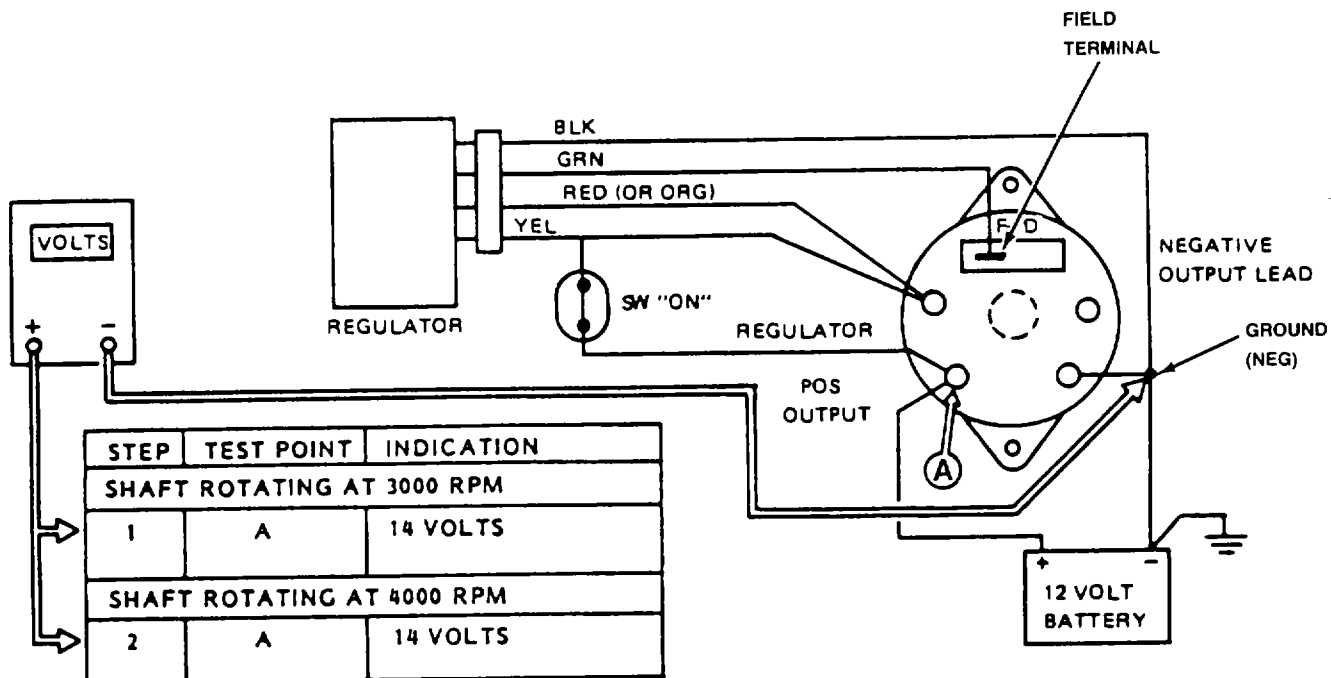 FIELD
TERMINAL
BLK
GRN
RED (OR ORG)
YEL
VOLTS
+ -
REGULATOR
SW "ON"
REGULATOR
F D
NEGATIVE
OUTPUT LEAD
GROUND
(NEG)
POS
OUTPUT
A
STEP TEST POINT INDICATION
SHAFT ROTATING AT 3000 RPM
1 A 14 VOLTS
SHAFT ROTATING AT 4000 RPM
2 A 14 VOLTS
+ -
12 VOLT
BATTERY